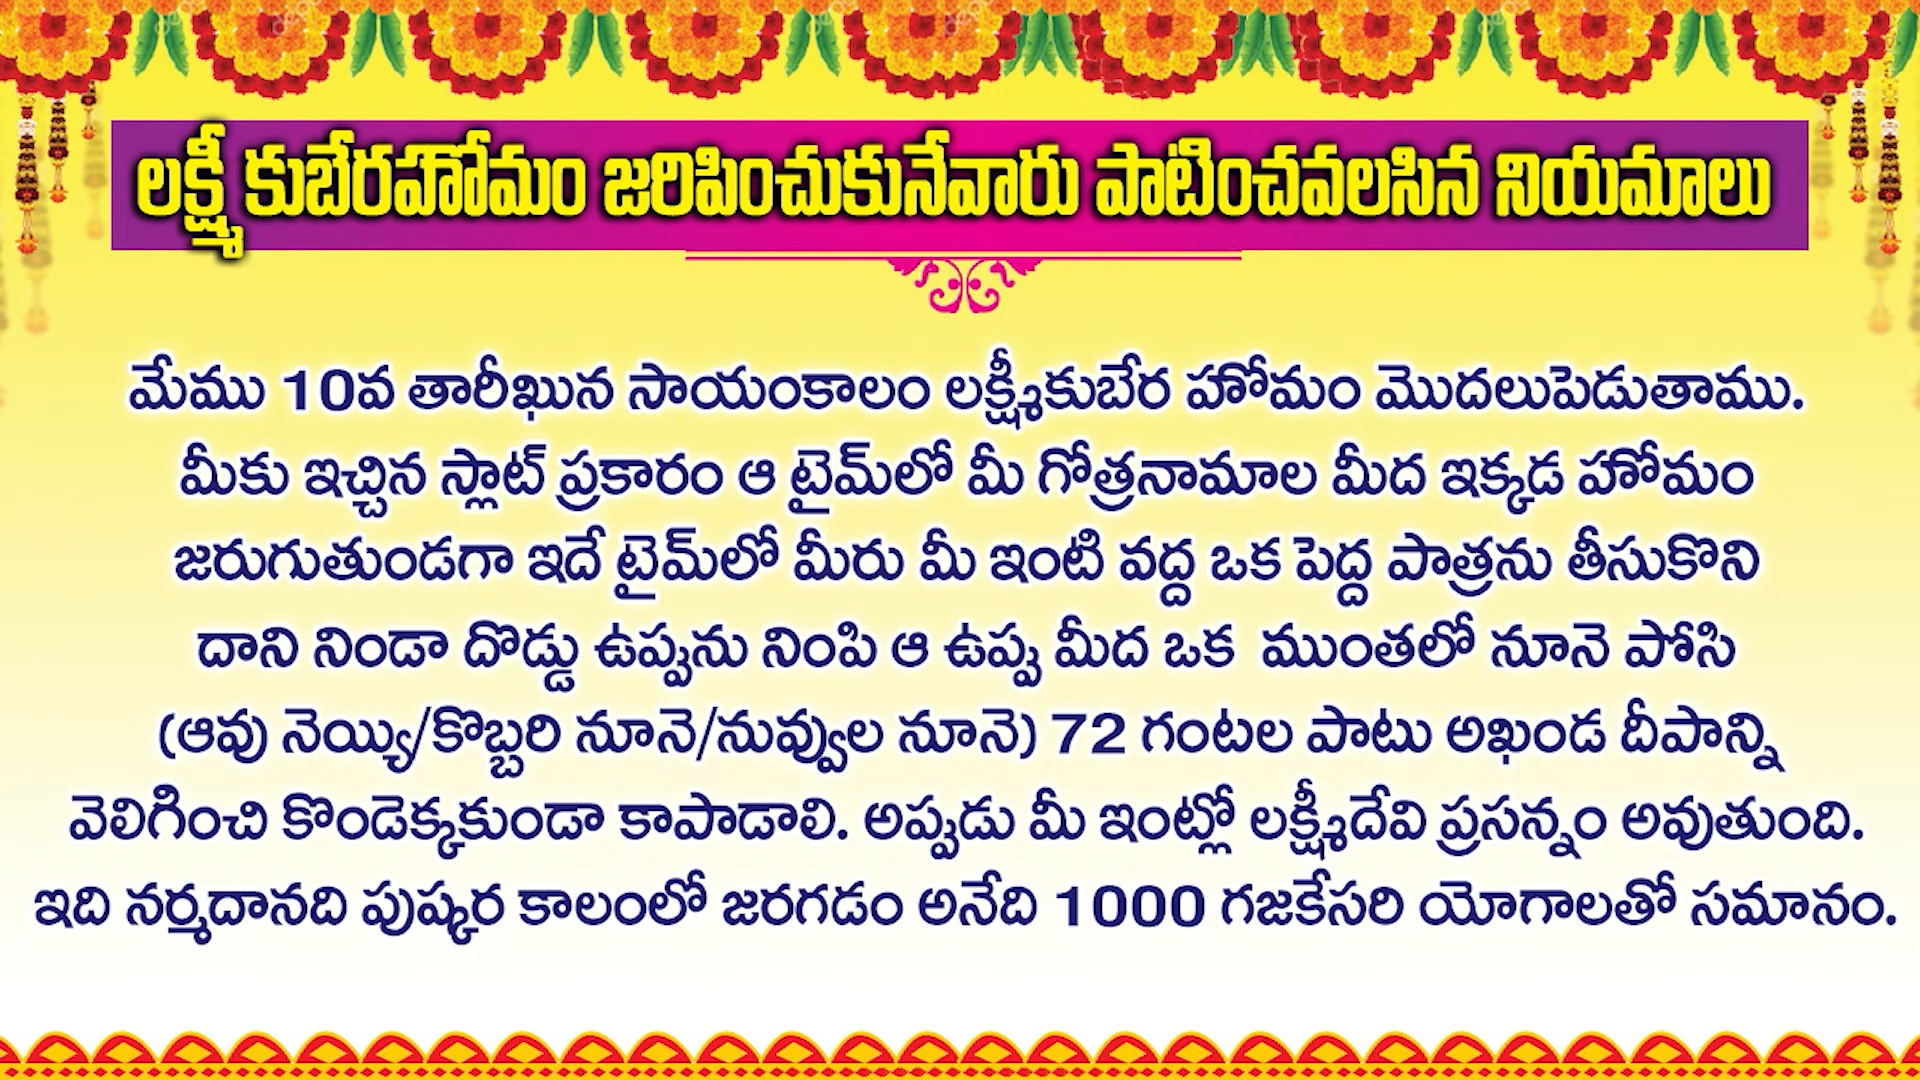 లక్ష్మీ కుబేరహోమం జరిపించుకునేవారు పాటించవలసిన నియమాలు
మేము 10వ తారీఖున సాయంకాలం లక్ష్మీకుబేర హోమం మొదలుపెడుతాము.
మీకు ఇచ్చిన స్లాట్ ప్రకారం ఆ టైమ్‌లో మీ గోత్రనామాల మీద ఇక్కడ హోమం
జరుగుతుండగా ఇదే టైమ్‌లో మీరు మీ ఇంటి వద్ద ఒక పెద్ద పాత్రను తీసుకొని
దాని నిండా దొడ్డు ఉప్పును నింపి ఆ ఉప్పు మీద ఒక ముంతలో నూనె పోసి
(ఆవు నెయ్యి/కొబ్బరి నూనె/నువ్వుల నూనె) 72 గంటల పాటు అఖండ దీపాన్ని
వెలిగించి కొండెక్కకుండా కాపాడాలి. అప్పుడు మీ ఇంట్లో లక్ష్మీదేవి ప్రసన్నం అవుతుంది.
ఇది నర్మదానది పుష్కర కాలంలో జరగడం అనేది 1000 గజకేసరి యోగాలతో సమానం.